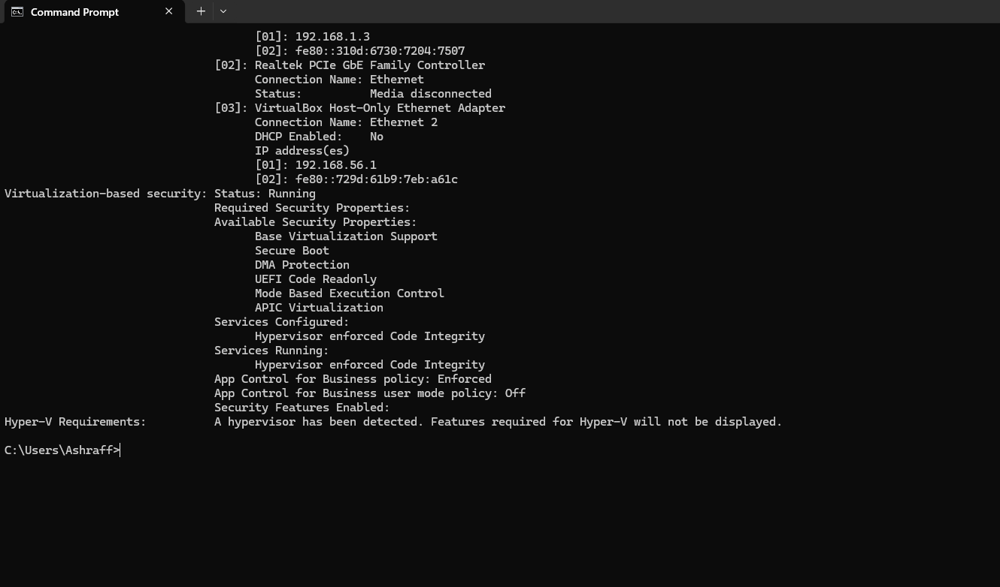 Command Prompt
[01]: 192.168.1.3
[02]: fe80::310d:6730:7204:7507
[02]: Realtek PCIe GbE Family Controller
Connection Name: Ethernet
Status:          Media disconnected
[03]: VirtualBox Host-Only Ethernet Adapter
Connection Name: Ethernet 2
DHCP Enabled:    No
IP address(es)
[01]: 192.168.56.1
[02]: fe80::729d:61b9:7eb:a61c
Virtualization-based security: Status: Running
Required Security Properties:
Available Security Properties:
Base Virtualization Support
Secure Boot
DMA Protection
UEFI Code Readonly
Mode Based Execution Control
APIC Virtualization
Services Configured:
Hypervisor enforced Code Integrity
Services Running:
Hypervisor enforced Code Integrity
App Control for Business policy: Enforced
App Control for Business user mode policy: Off
Security Features Enabled:
Hyper-V Requirements:          A hypervisor has been detected. Features required for Hyper-V will not be displayed.
C:\Users\Ashraff>